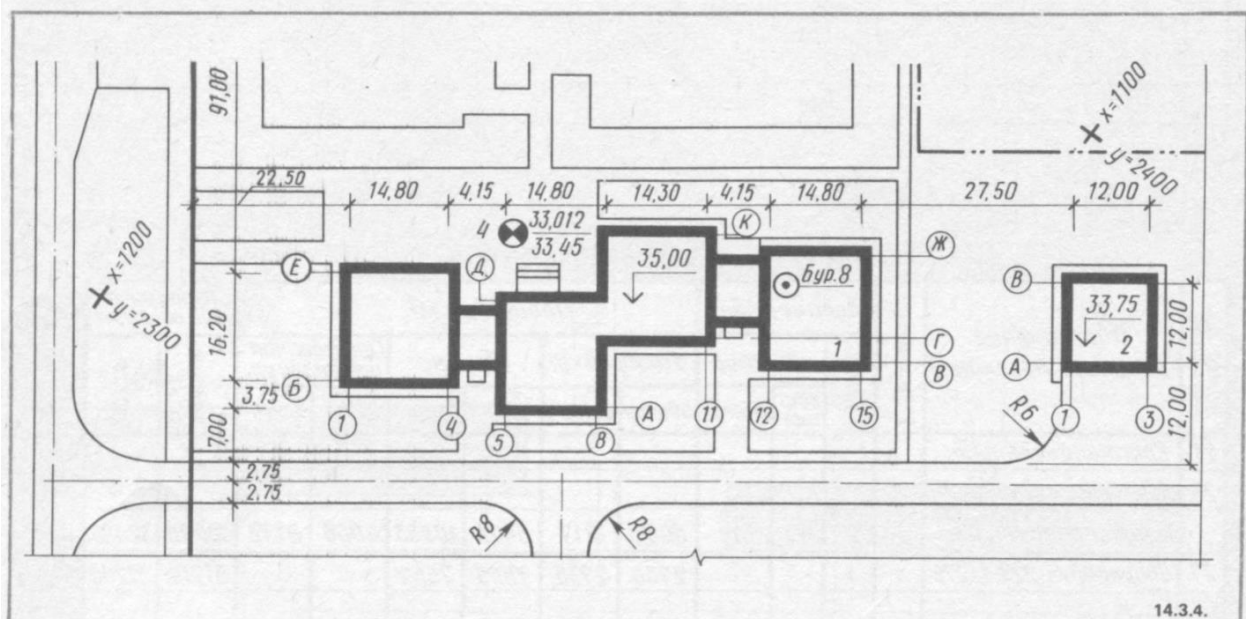 91,00
x=1100
y=2400
22,50
14,80
4,15
14,80
14,30
4,15
14,80
27,50
12,00
4
33,012
33,45
К
x=1200
y=2300
Е
Д
35,00
Бур.8
Ж
В
33,75
12,00
16,20
1
Г
2
А
В
Б
3,75
1
4
5
8
А
11
12
15
R6
1
3
12,00
17,00
2,75
2,75
R8
R8
14.3.4.